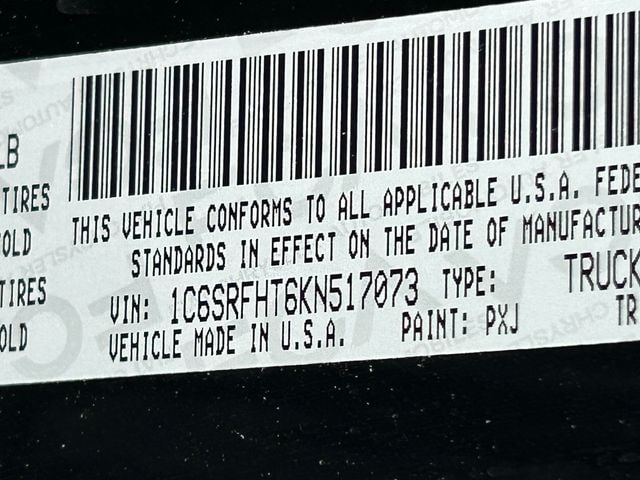 LB
TIRES
OLD
TIRES
OLD
THIS VEHICLE CONFORMS TO ALL APPLICABLE U.S.A. FEDE
STANDARDS IN EFFECT ON THE DATE OF MANUFACTUR
VIN: 1C6SRFHT6KN517073 TYPE: TRUCK
VEHICLE MADE IN U.S.A. PAINT: PXJ TR